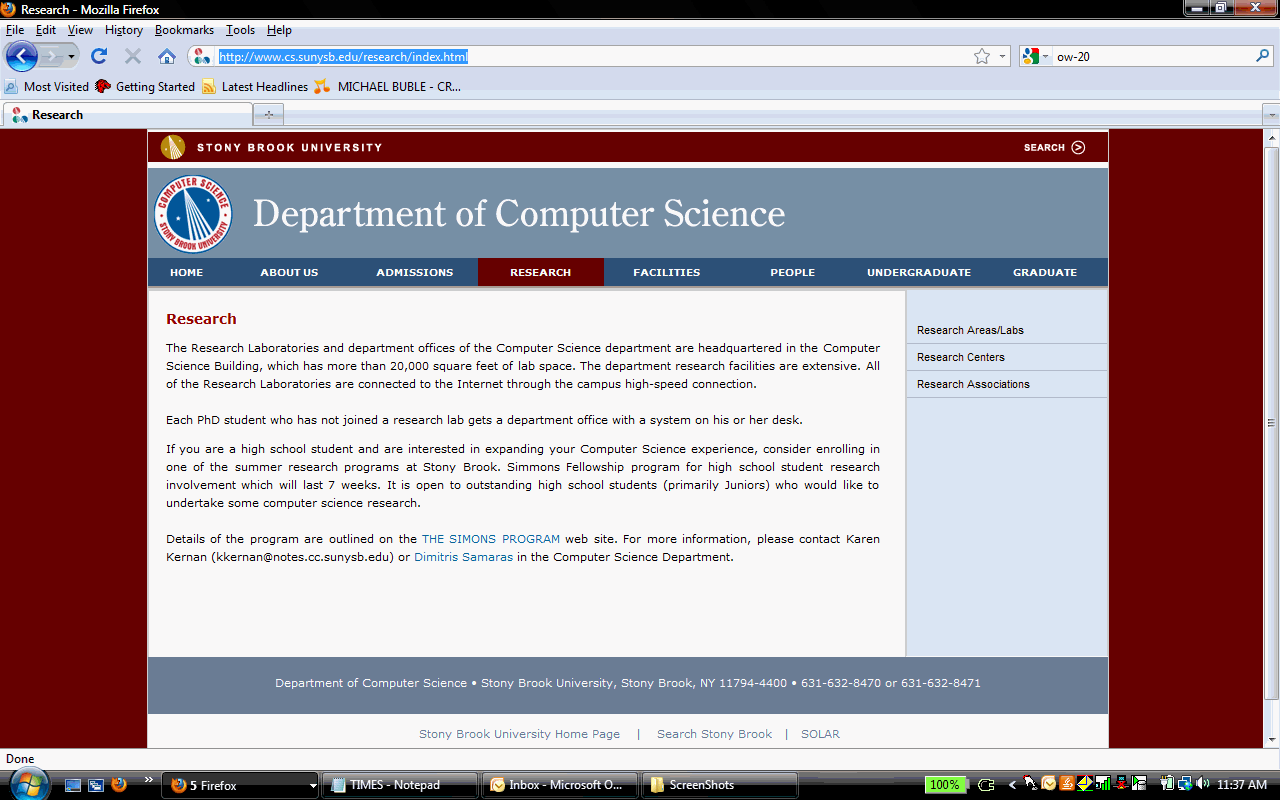 Research - Mozilla Firefox
File Edit View History Bookmarks Tools Help
http://www.cs.sunysb.edu/research/index.html
ow-20
Most Visited Getting Started Latest Headlines MICHAEL BUBLE - CR...
Research
STONY BROOK UNIVERSITY
SEARCH
COMPUTER SCIENCE
STONY BROOK UNIVERSITY
Department of Computer Science
HOME ABOUT US ADMISSIONS RESEARCH FACILITIES PEOPLE UNDERGRADUATE GRADUATE
Research
The Research Laboratories and department offices of the Computer Science department are headquartered in the Computer
Science Building, which has more than 20,000 square feet of lab space. The department research facilities are extensive. All
of the Research Laboratories are connected to the Internet through the campus high-speed connection.
Each PhD student who has not joined a research lab gets a department office with a system on his or her desk.
If you are a high school student and are interested in expanding your Computer Science experience, consider enrolling in
one of the summer research programs at Stony Brook. Simmons Fellowship program for high school student research
involvement which will last 7 weeks. It is open to outstanding high school students (primarily Juniors) who would like to
undertake some computer science research.
Details of the program are outlined on the THE SIMONS PROGRAM web site. For more information, please contact Karen
Kernan (kkernan@notes.cc.sunysb.edu) or Dimitris Samaras in the Computer Science Department.
Research Areas/Labs
Research Centers
Research Associations
Department of Computer Science • Stony Brook University, Stony Brook, NY 11794-4400 • 631-632-8470 or 631-632-8471
Stony Brook University Home Page | Search Stony Brook | SOLAR
Done
5 Firefox
TIMES - Notepad
Inbox - Microsoft O...
ScreenShots
100%
11:37 AM